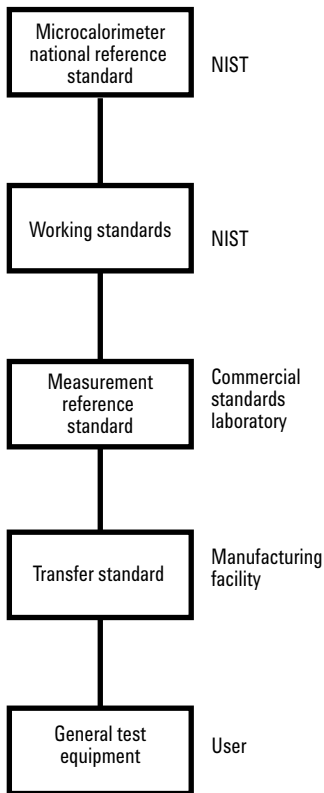 Microcalorimeter
national reference
standard
NIST
Working standards
NIST
Measurement
reference
standard
Commercial
standards
laboratory
Transfer standard
Manufacturing
facility
General test
equipment
User